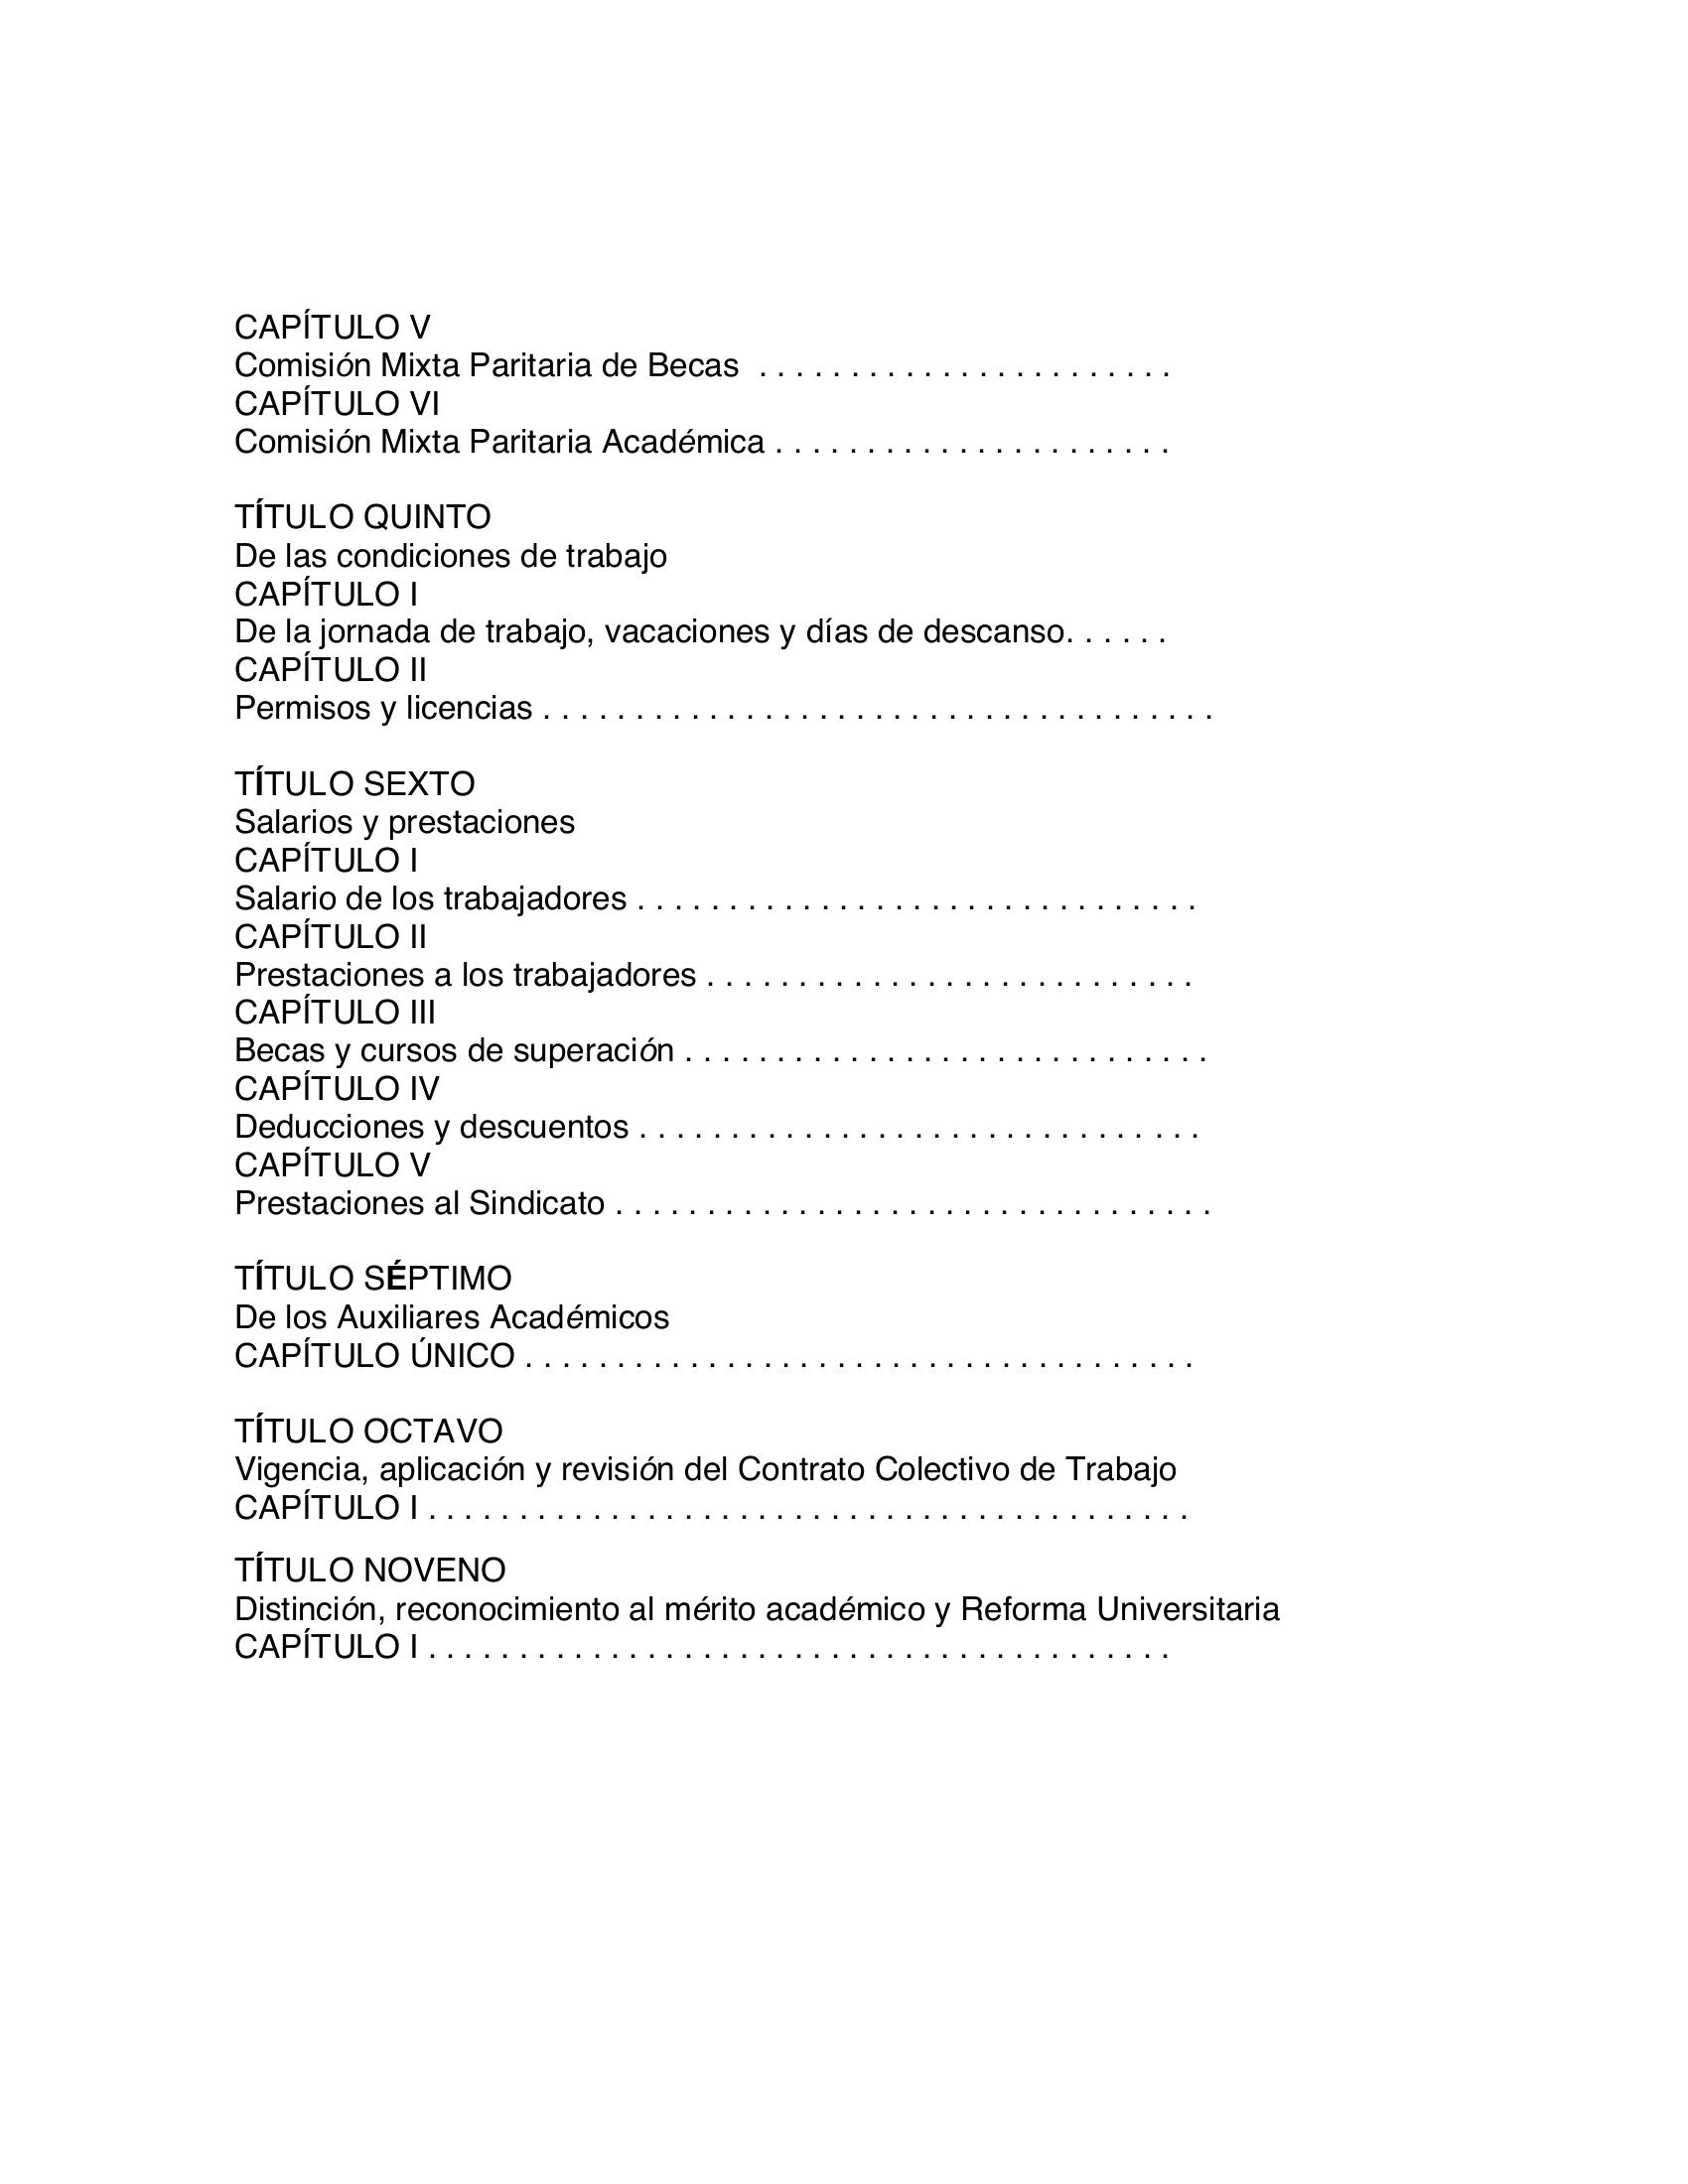 CAPÍTULO V
Comisión Mixta Paritaria de Becas . . . . . . . . . . . . . . . . . . . . . . .
CAPÍTULO VI
Comisión Mixta Paritaria Académica . . . . . . . . . . . . . . . . . . . . . .
TÍTULO QUINTO
De las condiciones de trabajo
CAPÍTULO I
De la jornada de trabajo, vacaciones y días de descanso. . . . . .
CAPÍTULO II
Permisos y licencias . . . . . . . . . . . . . . . . . . . . . . . . . . . . . . . . . . . . .
TÍTULO SEXTO
Salarios y prestaciones
CAPÍTULO I
Salario de los trabajadores . . . . . . . . . . . . . . . . . . . . . . . . . . . . . . .
CAPÍTULO II
Prestaciones a los trabajadores . . . . . . . . . . . . . . . . . . . . . . . . . . .
CAPÍTULO III
Becas y cursos de superación . . . . . . . . . . . . . . . . . . . . . . . . . . . . .
CAPÍTULO IV
Deducciones y descuentos . . . . . . . . . . . . . . . . . . . . . . . . . . . . . . .
CAPÍTULO V
Prestaciones al Sindicato . . . . . . . . . . . . . . . . . . . . . . . . . . . . . . . . .
TÍTULO SÉPTIMO
De los Auxiliares Académicos
CAPÍTULO ÚNICO . . . . . . . . . . . . . . . . . . . . . . . . . . . . . . . . . . . . .
TÍTULO OCTAVO
Vigencia, aplicación y revisión del Contrato Colectivo de Trabajo
CAPÍTULO I . . . . . . . . . . . . . . . . . . . . . . . . . . . . . . . . . . . . . . . . . .
TÍTULO NOVENO
Distinción, reconocimiento al mérito académico y Reforma Universitaria
CAPÍTULO I . . . . . . . . . . . . . . . . . . . . . . . . . . . . . . . . . . . . . . . . .